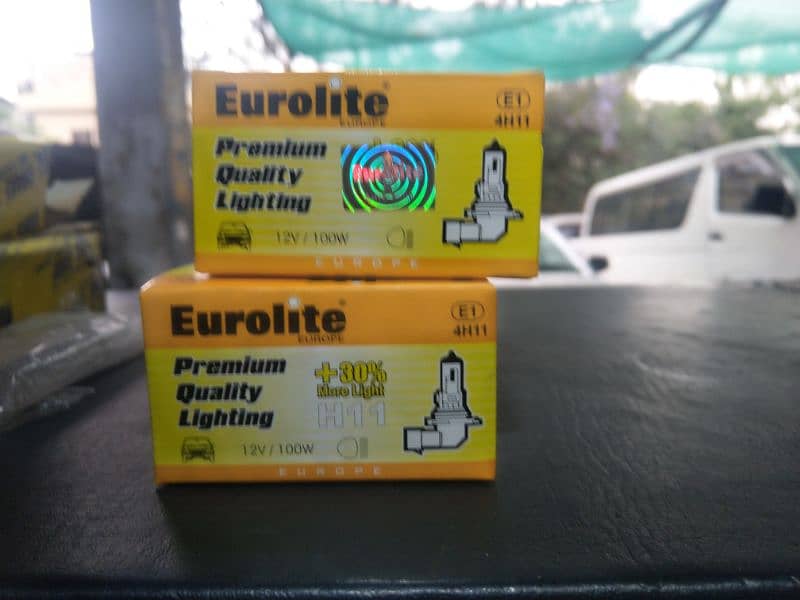 Eurolite®
EUROPE
E1
4H11
Premium
Quality
Lighting
Eurolite
12V / 100W
EUROPE
Eurolite®
EUROPE
E1
4H11
Premium
Quality
Lighting
+30%
More Light
H11
12V / 100W
EUROPE